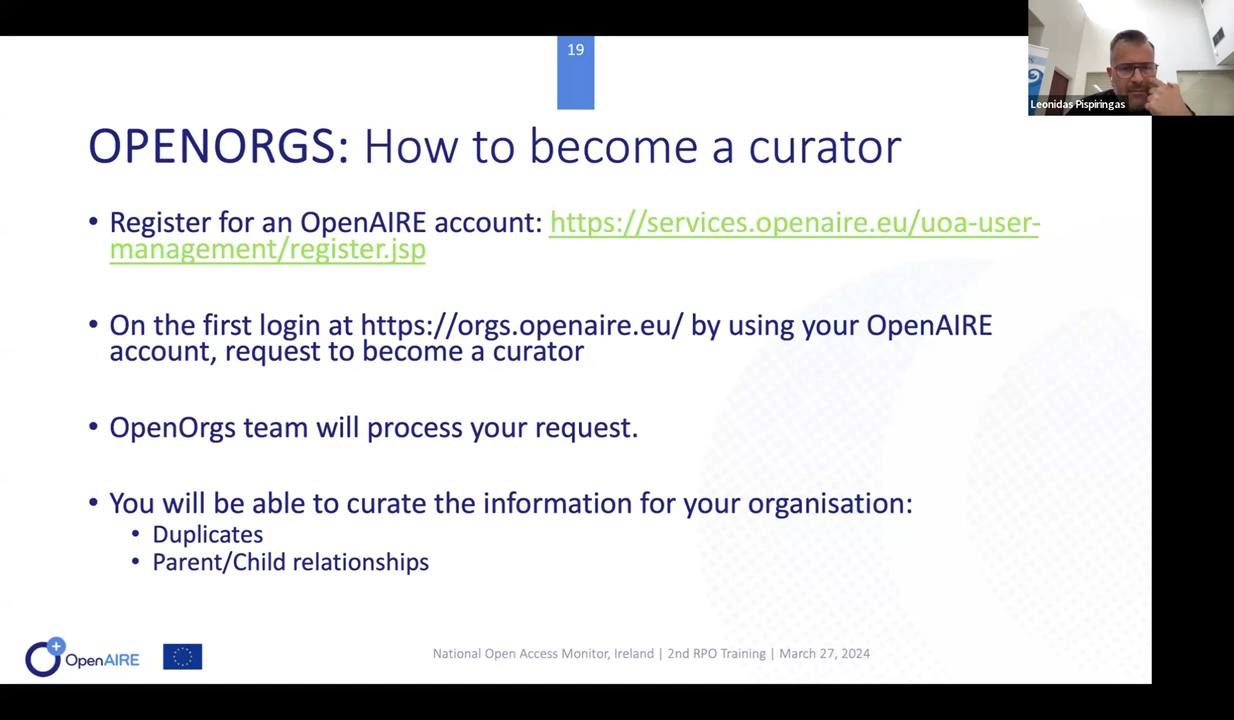 19
Leonidas Pispiringas
OPENORGS: How to become a curator
• Register for an OpenAIRE account: https://services.openaire.eu/uoa-user-
management/register.jsp
• On the first login at https://orgs.openaire.eu/ by using your OpenAIRE
account, request to become a curator
• OpenOrgs team will process your request.
• You will be able to curate the information for your organisation:
• Duplicates
• Parent/Child relationships
OpenAIRE
National Open Access Monitor, Ireland | 2nd RPO Training | March 27, 2024